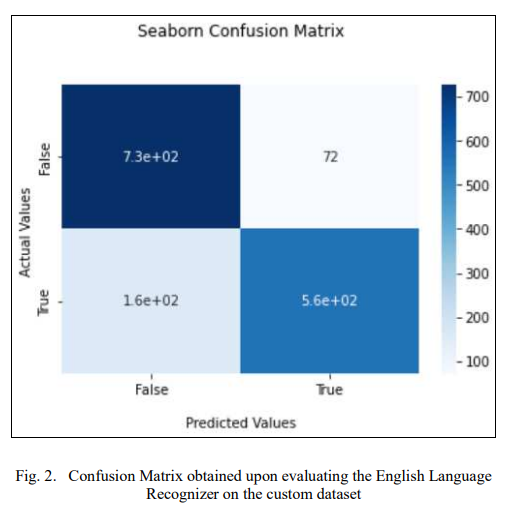 Seaborn Confusion Matrix
Actual Values
False
True
7.3e+02
72
1.6e+02
5.6e+02
False
True
Predicted Values
700
600
500
400
300
200
100
Fig. 2. Confusion Matrix obtained upon evaluating the English Language
Recognizer on the custom dataset